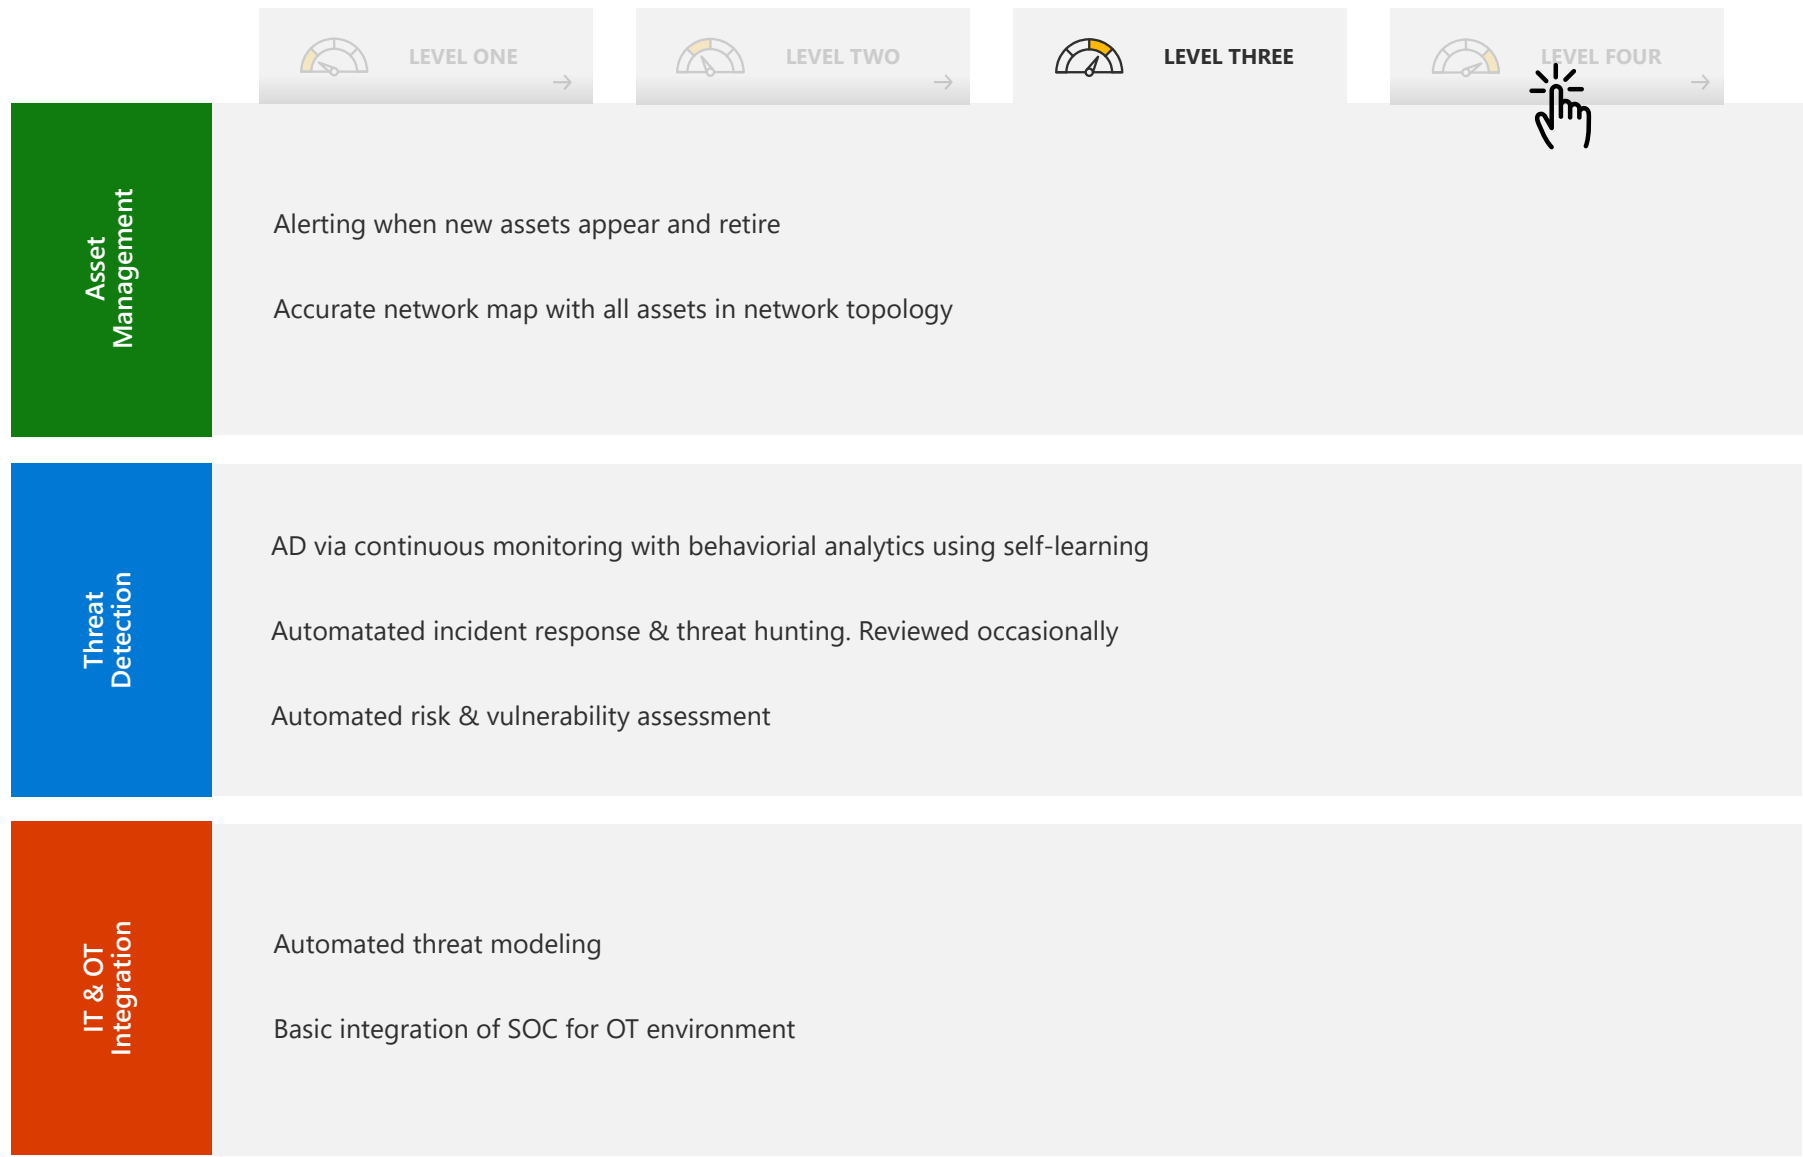 LEVEL ONE
LEVEL TWO
LEVEL THREE
LEVEL FOUR
Asset
Management
Alerting when new assets appear and retire
Accurate network map with all assets in network topology
Threat
Detection
AD via continuous monitoring with behaviorial analytics using self-learning
Automatated incident response & threat hunting. Reviewed occasionally
Automated risk & vulnerability assessment
IT & OT
Integration
Automated threat modeling
Basic integration of SOC for OT environment